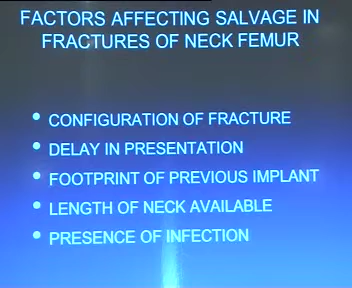 FACTORS AFFECTING SALVAGE IN
FRACTURES OF NECK FEMUR
• CONFIGURATION OF FRACTURE
• DELAY IN PRESENTATION
• FOOTPRINT OF PREVIOUS IMPLANT
• LENGTH OF NECK AVAILABLE
• PRESENCE OF INFECTION